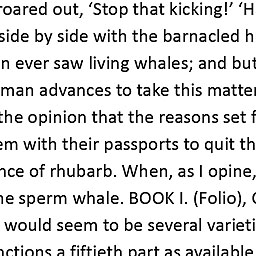 roared out, ‘Stop that kicking!’ ‘H
side by side with the barnacled h
n ever saw living whales; and but
man advances to take this matter
the opinion that the reasons set f
em with their passports to quit th
nce of rhubarb. When, as I opine,
ne sperm whale. BOOK I. (Folio), C
would seem to be several varieti
nctions a fiftieth part as available